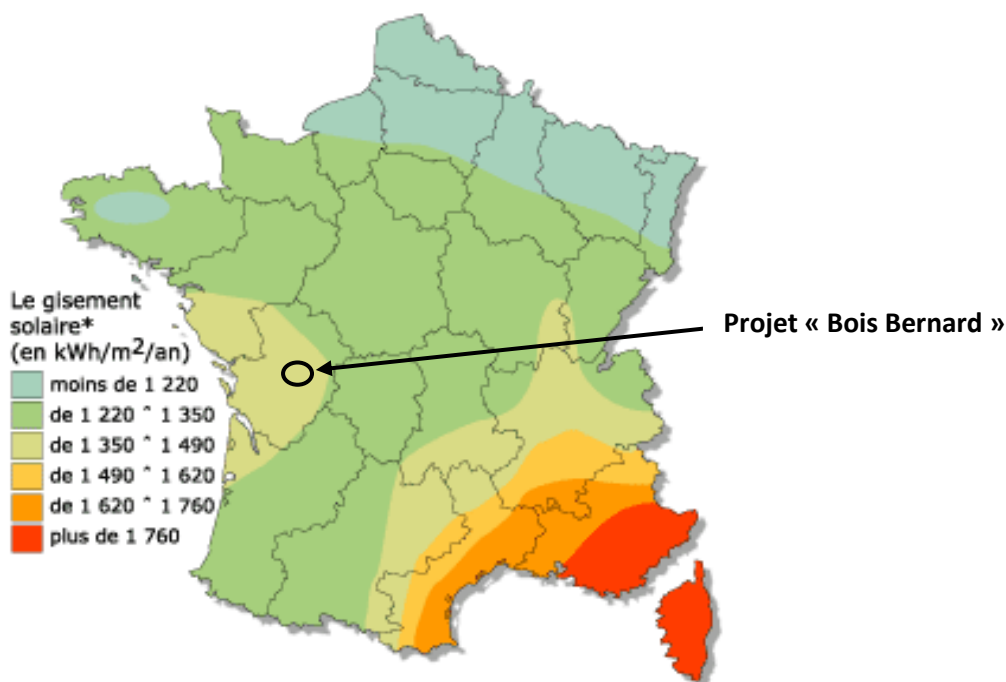 Le gisement
solaire*
(en kWh/m²/an)
moins de 1 220
de 1 220 ^ 1 350
de 1 350 ^ 1 490
de 1 490 ^ 1 620
de 1 620 ^ 1 760
plus de 1 760
Projet « Bois Bernard »